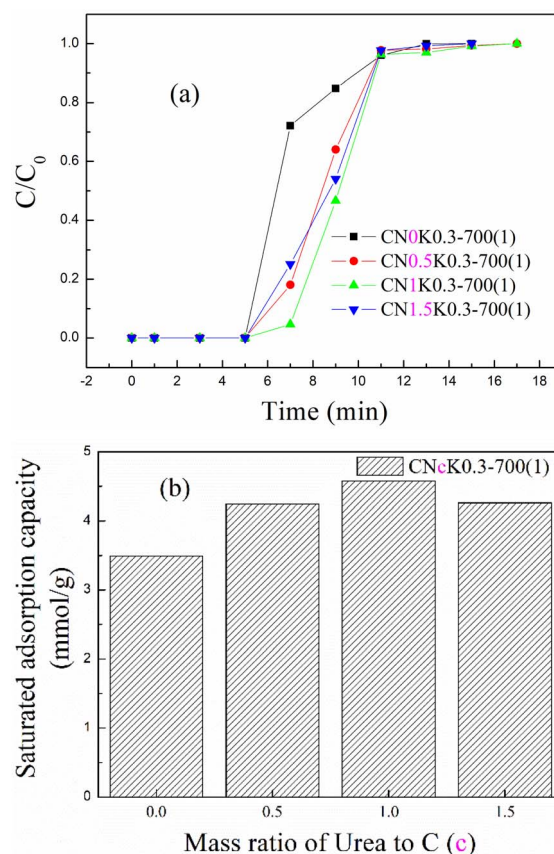 (a)
1.0
0.8
0.6
0.4
0.2
0.0
C/C0
CN0K0.3-700(1)
CN0.5K0.3-700(1)
CN1K0.3-700(1)
CN1.5K0.3-700(1)
-2 0 2 4 6 8 10 12 14 16 18
Time (min)
(b)
CNcK0.3-700(1)
5
4
3
2
1
0
Saturated adsorption capacity
(mmol/g)
0.0 0.5 1.0 1.5
Mass ratio of Urea to C (c)